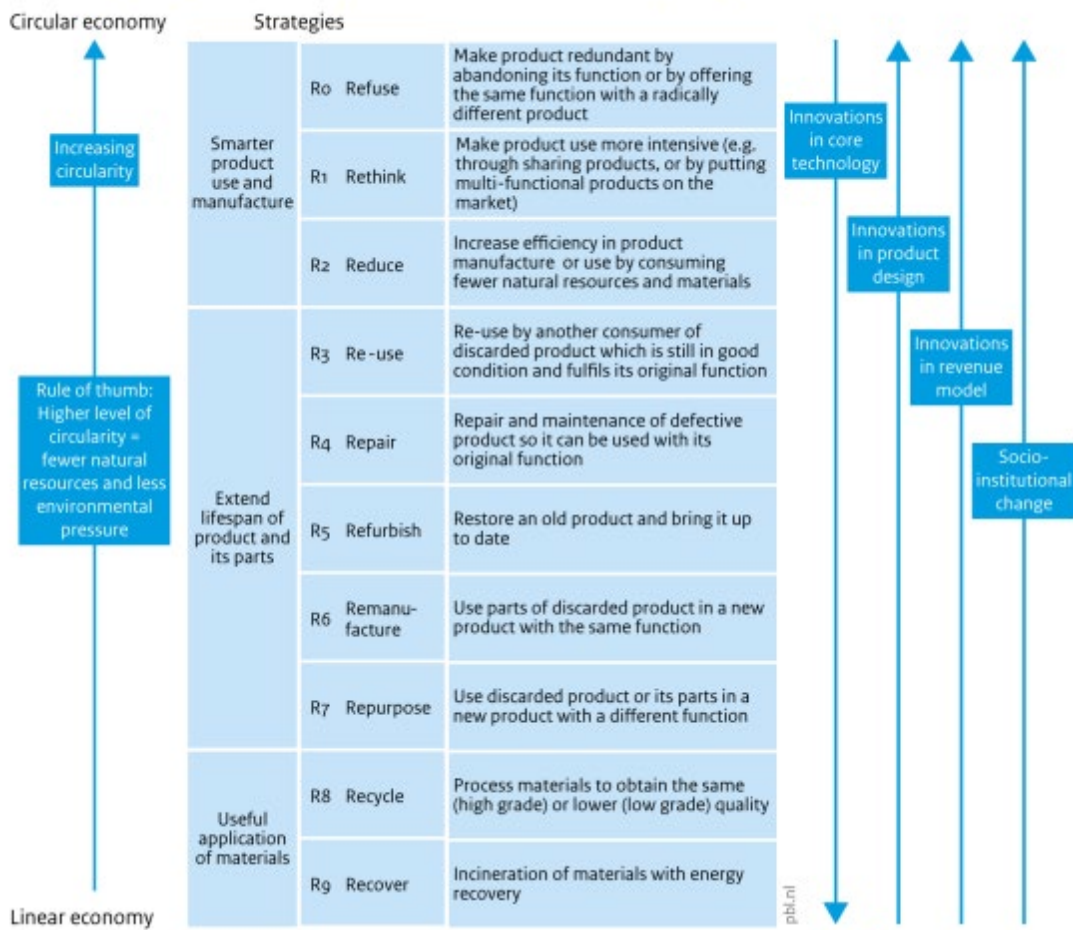 Circular economy
Strategies
Increasing
circularity
Rule of thumb:
Higher level of
circularity =
fewer natural
resources and less
environmental
pressure
Linear economy
Smarter
product
use and
manufacture
R0 Refuse
Make product redundant by
abandoning its function or by offering
the same function with a radically
different product
R1 Rethink
Make product use more intensive (e.g.
through sharing products, or by putting
multi-functional products on the
market)
R2 Reduce
Increase efficiency in product
manufacture or use by consuming
fewer natural resources and materials
Extend
lifespan of
product and
its parts
R3 Re-use
Re-use by another consumer of
discarded product which is still in good
condition and fulfils its original function
R4 Repair
Repair and maintenance of defective
product so it can be used with its
original function
R5 Refurbish
Restore an old product and bring it up
to date
R6 Remanu-
facture
Use parts of discarded product in a new
product with the same function
R7 Repurpose
Use discarded product or its parts in a
new product with a different function
Useful
application
of materials
R8 Recycle
Process materials to obtain the same
(high grade) or lower (low grade) quality
R9 Recover
Incineration of materials with energy
recovery
pbl.nl
Innovations
in core
technology
Innovations
in product
design
Innovations
in revenue
model
Socio-
institutional
change